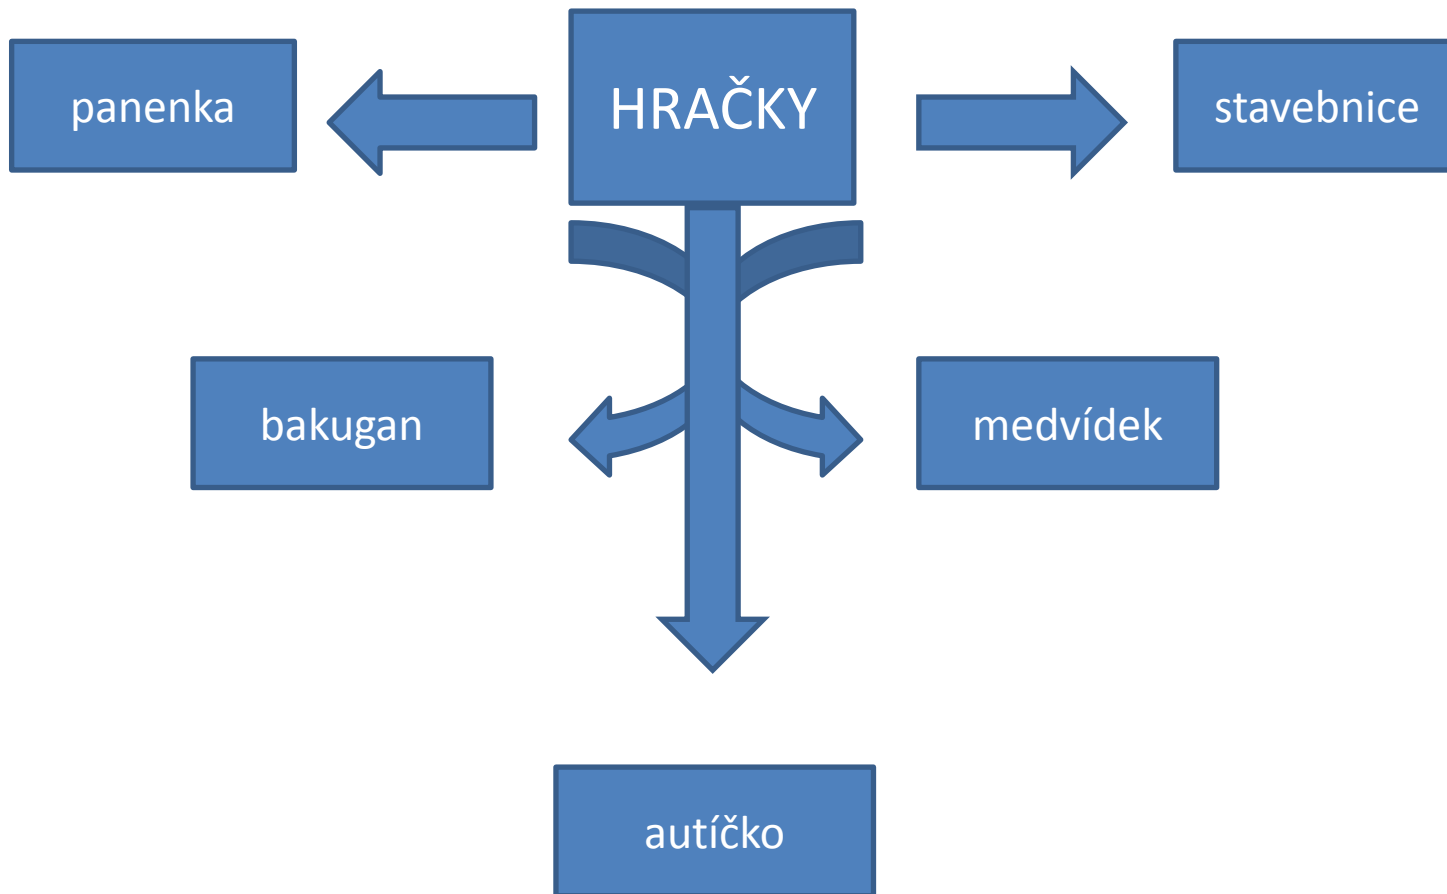 HRAČKY
panenka
stavebnice
bakugan
medvídek
autíčko